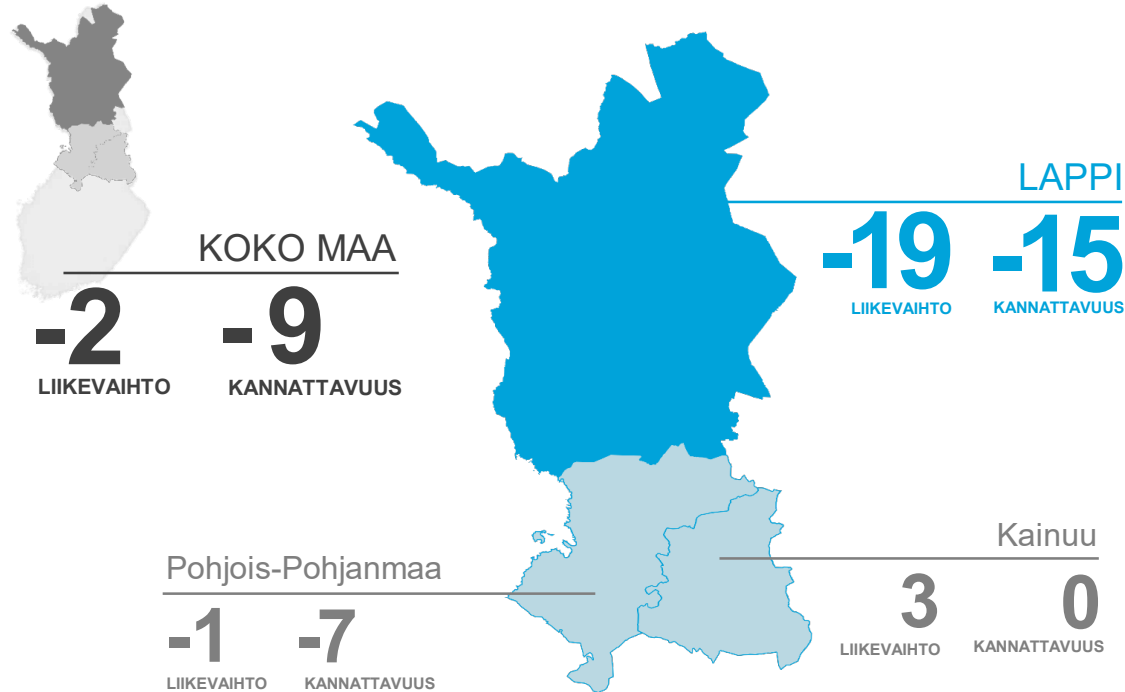 KOKO MAA
-2 -9
LIIKEVAIHTO KANNATTAVUUS
LAPPI
-19 -15
LIIKEVAIHTO KANNATTAVUUS
Pohjois-Pohjanmaa
-1 -7
LIIKEVAIHTO KANNATTAVUUS
Kainuu
3 0
LIIKEVAIHTO KANNATTAVUUS